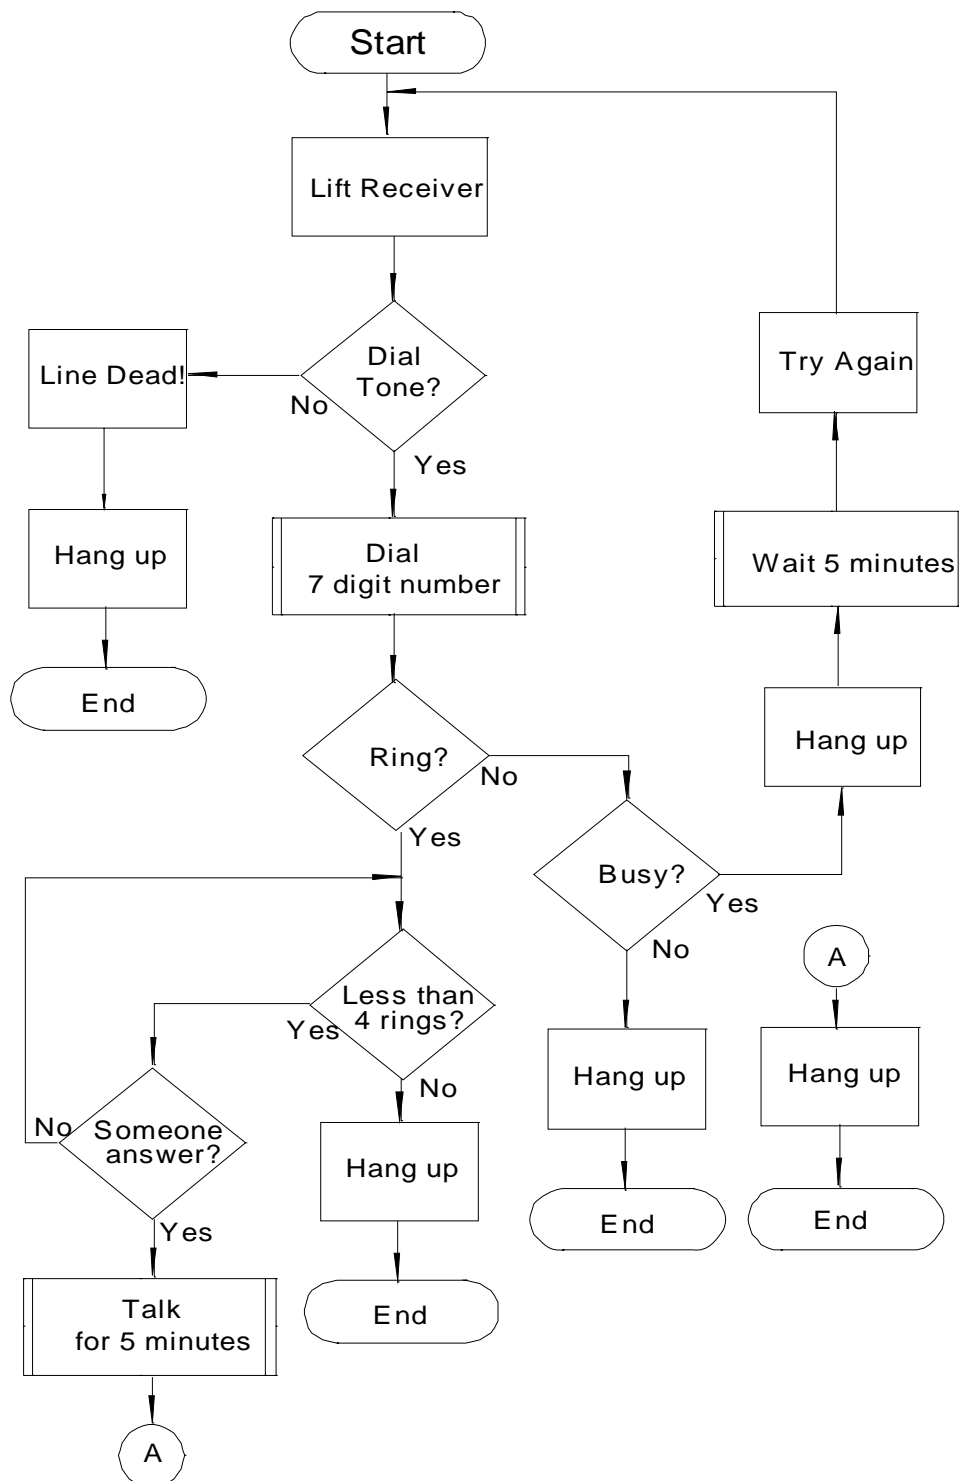 Start
Lift Receiver
Dial
Tone?
No
Yes
Line Dead!
Hang up
End
Dial
7 digit number
Ring?
No
Yes
Busy?
Yes
No
Hang up
Wait 5 minutes
Try Again
Less than
4 rings?
Yes
No
Someone
answer?
No
Yes
Hang up
End
Hang up
End
A
Hang up
End
Talk
for 5 minutes
A